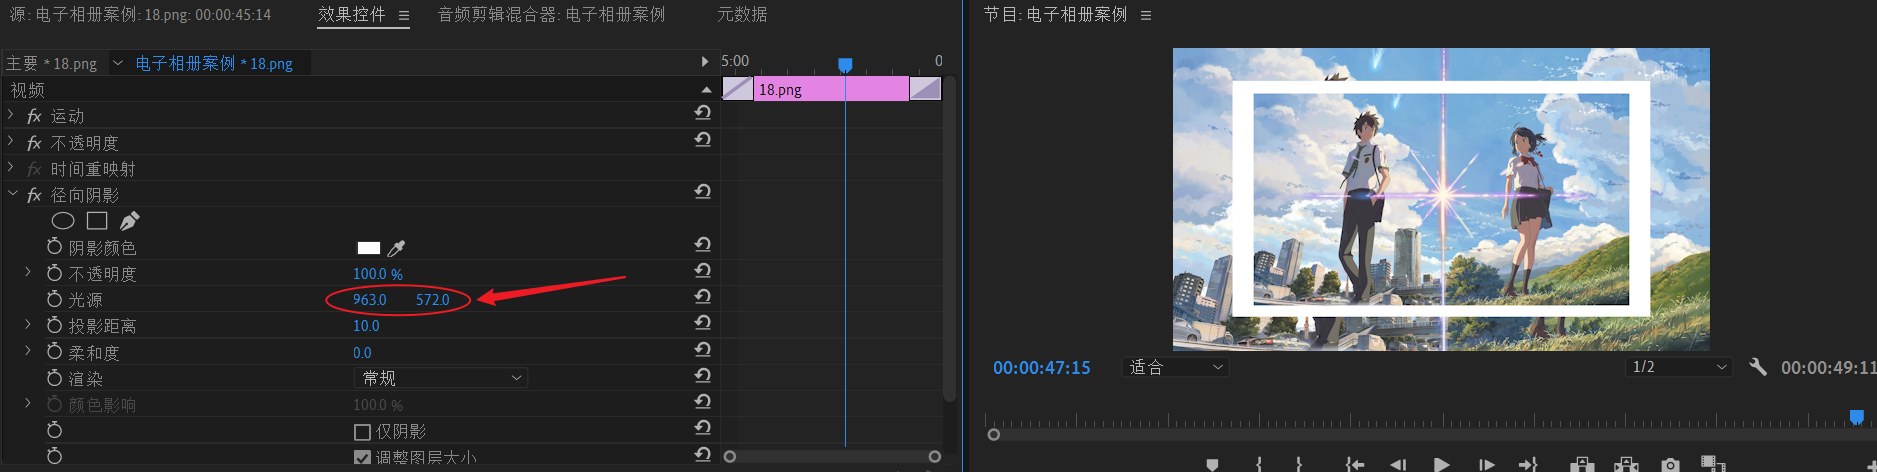 源: 电子相册案例: 18.png: 00:00:45:14
效果控件
音频剪辑混合器: 电子相册案例
元数据
节目: 电子相册案例
主要 * 18.png
电子相册案例 * 18.png
5:00
0
视频
18.png
fx 运动
fx 不透明度
fx 时间重映射
fx 径向阴影
阴影颜色
不透明度 100.0 %
光源 963.0 572.0
投影距离 10.0
柔和度 0.0
渲染 常规
颜色影响 100.0 %
仅阴影
调整图层大小
00:00:47:15
适合
1/2
00:00:49:11